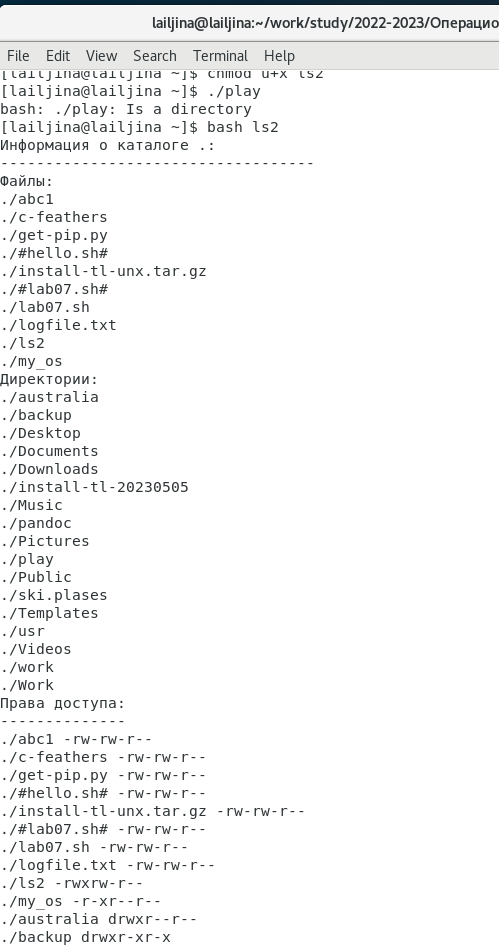 lailjina@lailjina:~/work/study/2022-2023/Операцио
File Edit View Search Terminal Help
[lailjina@lailjina ~]$ chmod u+x ls2
[lailjina@lailjina ~]$ ./play
bash: ./play: Is a directory
[lailjina@lailjina ~]$ bash ls2
Информация о каталоге .:
-----------------------------------
Файлы:
./abc1
./c-feathers
./get-pip.py
./#hello.sh#
./install-tl-unx.tar.gz
./#lab07.sh#
./lab07.sh
./logfile.txt
./ls2
./my_os
Директории:
./australia
./backup
./Desktop
./Documents
./Downloads
./install-tl-20230505
./Music
./pandoc
./Pictures
./play
./Public
./ski.plases
./Templates
./usr
./Videos
./work
./Work
Права доступа:
--------------
./abc1 -rw-rw-r--
./c-feathers -rw-rw-r--
./get-pip.py -rw-rw-r--
./#hello.sh# -rw-rw-r--
./install-tl-unx.tar.gz -rw-rw-r--
./#lab07.sh# -rw-rw-r--
./lab07.sh -rw-rw-r--
./logfile.txt -rw-rw-r--
./ls2 -rwxrw-r--
./my_os -r-xr--r--
./australia drwxr--r--
./backup drwxr-xr-x